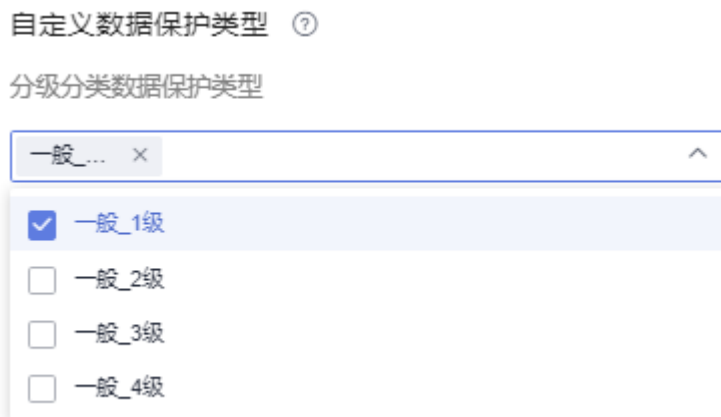 自定义数据保护类型
分级分类数据保护类型
一般_...
一般_1级
一般_2级
一般_3级
一般_4级